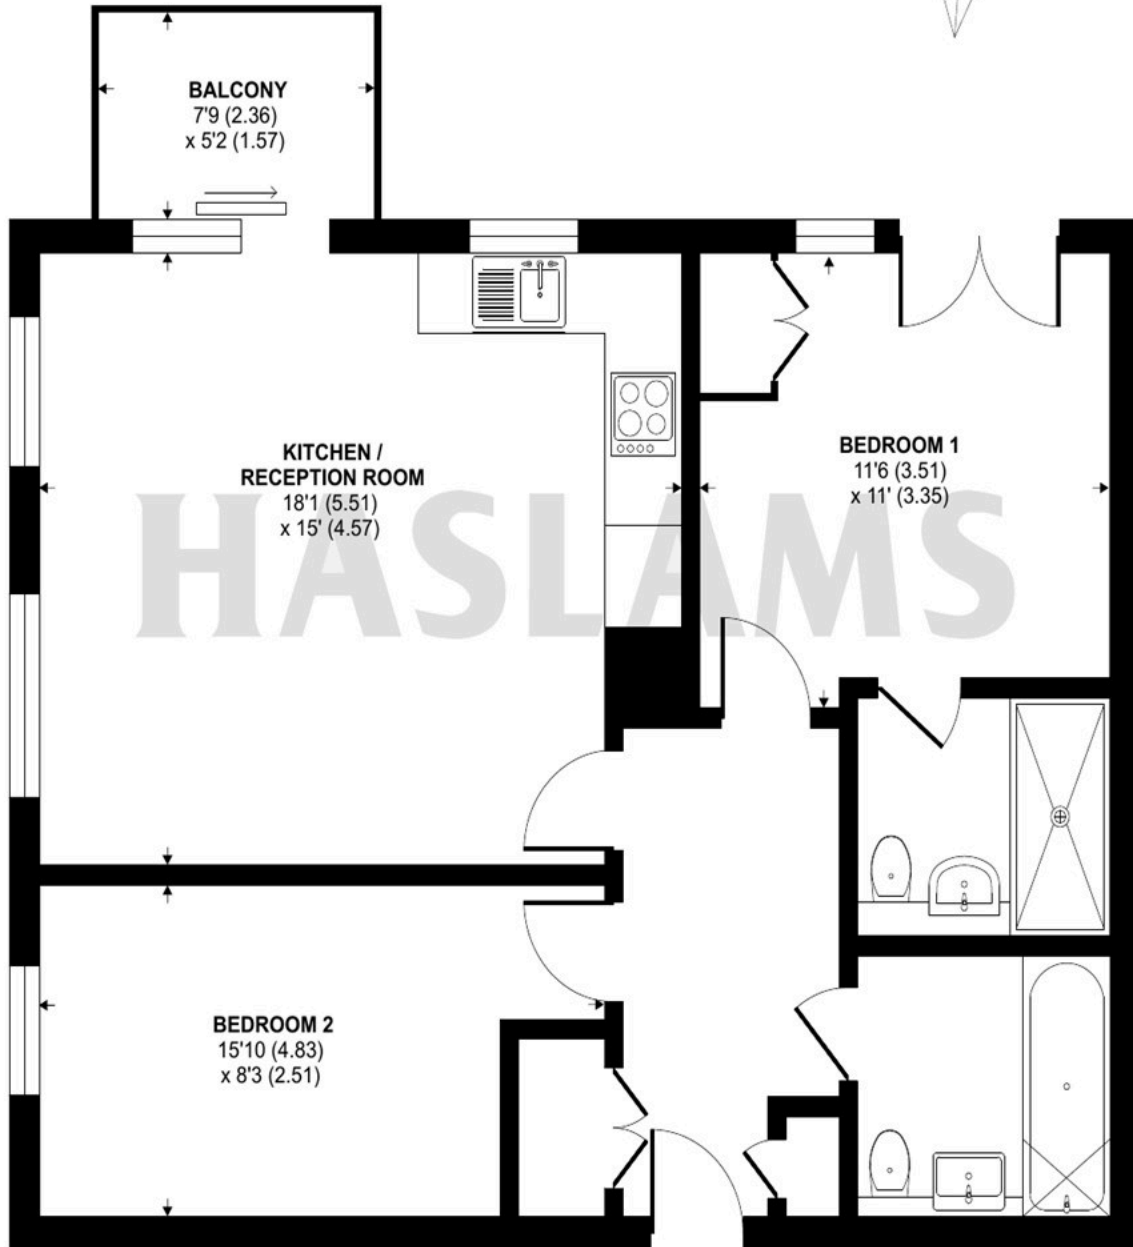 BALCONY
7'9 (2.36)
x 5'2 (1.57)
KITCHEN /
RECEPTION ROOM
18'1 (5.51)
x 15' (4.57)
BEDROOM 1
11'6 (3.51)
x 11' (3.35)
HASLAMS
BEDROOM 2
15'10 (4.83)
x 8'3 (2.51)